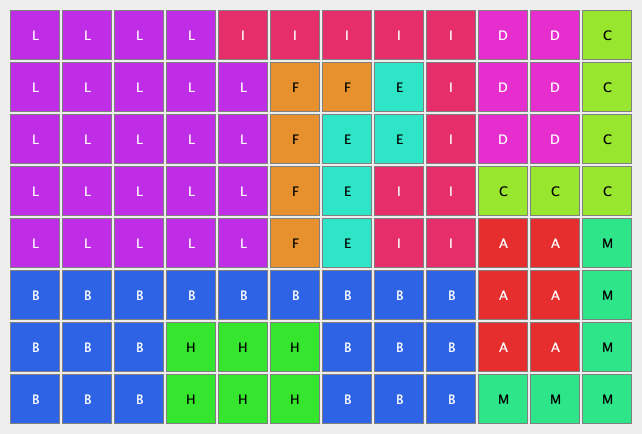 L L L L I I I I I D D C
L L L L L F F E I D D C
L L L L L F E E I D D C
L L L L L F E I I C C C
L L L L L F E I I A A M
B B B B B B B B B A A M
B B B H H H B B B A A M
B B B H H H B B B M M M